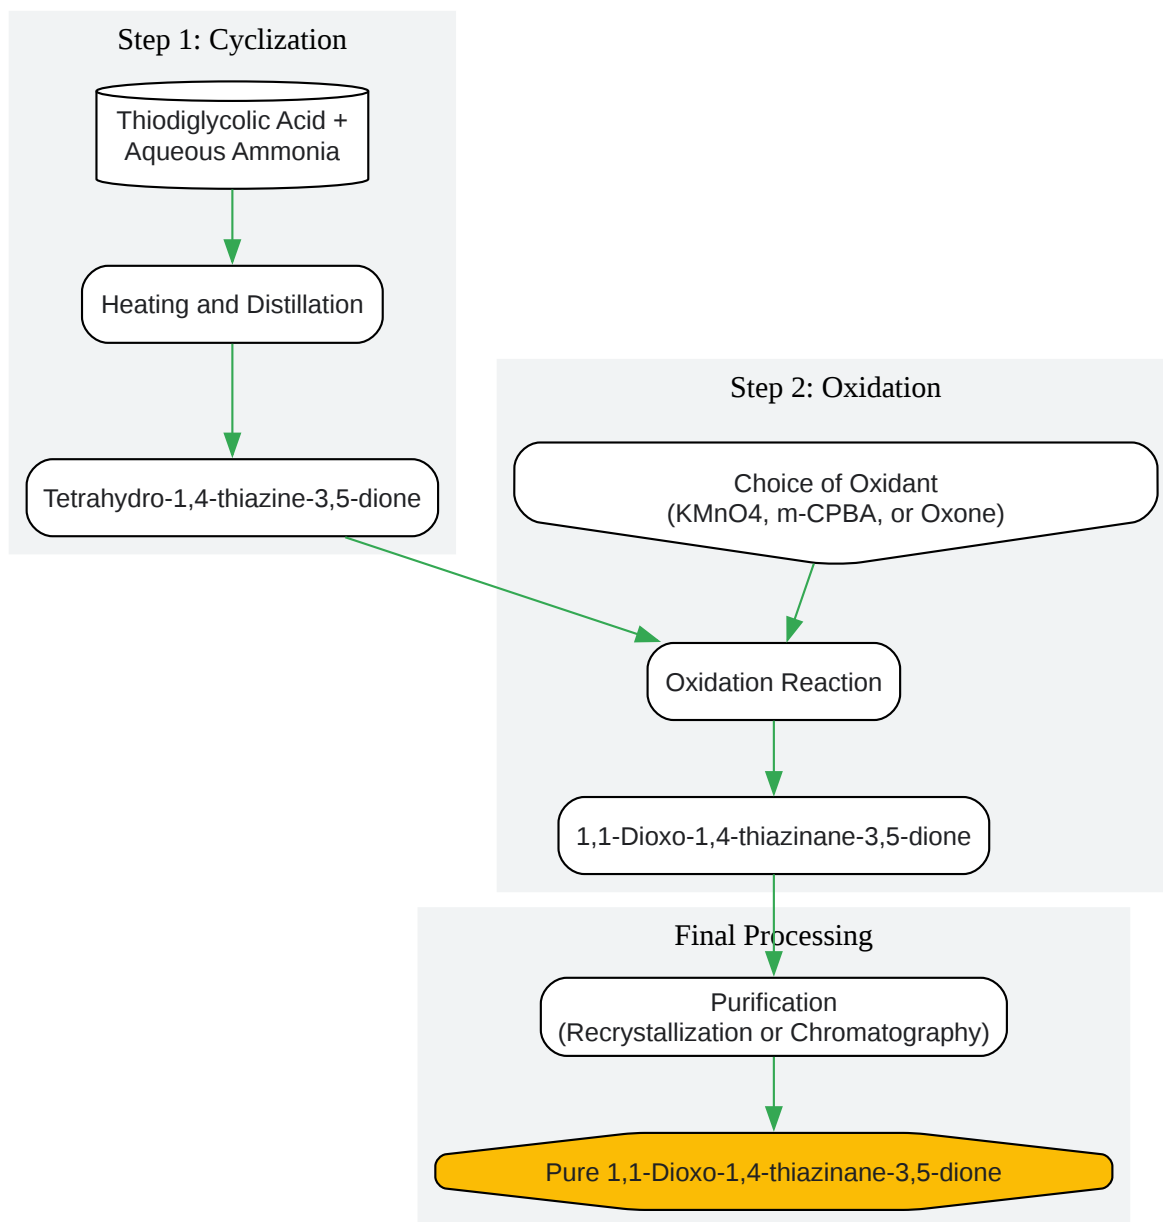 Step 1: Cyclization
Thiodiglycolic Acid +
Aqueous Ammonia
Heating and Distillation
Tetrahydro-1,4-thiazine-3,5-dione
Step 2: Oxidation
Choice of Oxidant
(KMnO4, m-CPBA, or Oxone)
Oxidation Reaction
1,1-Dioxo-1,4-thiazinane-3,5-dione
Final Processing
Purification
(Recrystallization or Chromatography)
Pure 1,1-Dioxo-1,4-thiazinane-3,5-dione